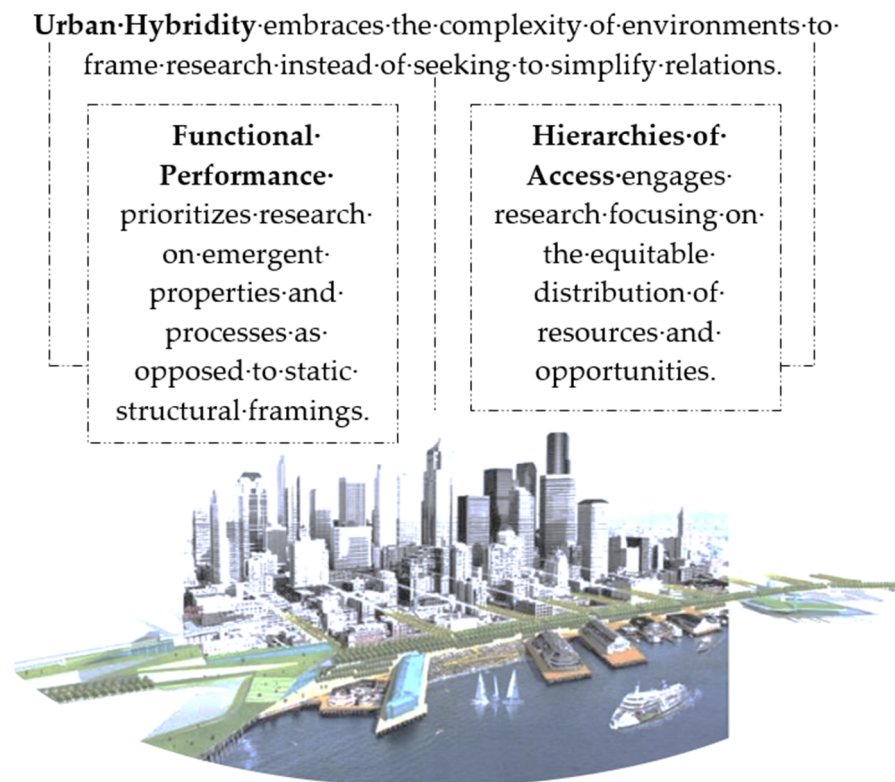 Urban·Hybridity·embraces·the·complexity·of·environments·to·
frame·research·instead·of·seeking·to·simplify·relations.
Functional·
Performance·
prioritizes·research·
on·emergent·
properties·and·
processes·as·
opposed·to·static·
structural·framings.
Hierarchies·of·
Access·engages·
research·focusing·on·
the·equitable·
distribution·of·
resources·and·
opportunities.